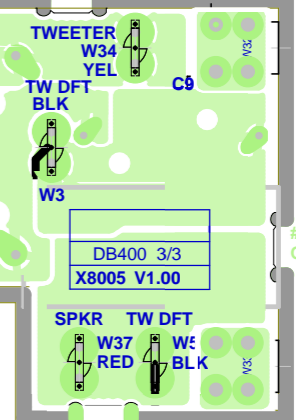 TWEETER
W34
YEL
C9
TW DFT
BLK
W3
DB400 3/3
X8005 V1.00
SPKR TW DFT
W37
RED
BLK